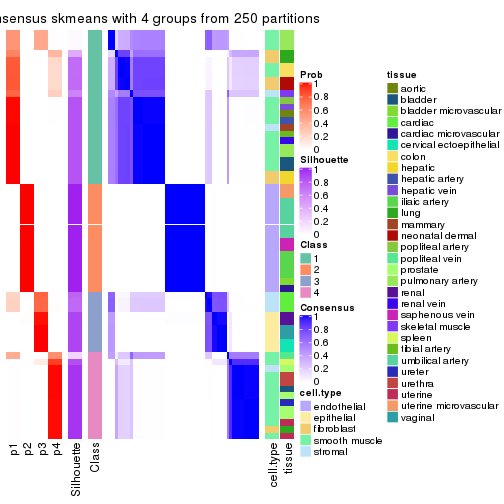 nsensus skmeans with 4 groups from 250 partitions
Prob
1
0.8
0.6
0.4
0.2
0
Silhouette
1
0.8
0.6
0.4
0.2
0
Class
1
2
3
4
Consensus
1
0.8
0.6
0.4
0.2
0
cell.type
endothelial
epithelial
fibroblast
smooth muscle
stromal
tissue
aortic
bladder
bladder microvascular
cardiac
cardiac microvascular
cervical ectoepithelial
colon
hepatic
hepatic artery
hepatic vein
iliaic artery
lung
mammary
neonatal dermal
popliteal artery
popliteal vein
prostate
pulmonary artery
renal
renal vein
saphenous vein
skeletal muscle
spleen
tibial artery
umbilical artery
ureter
urethra
uterine
uterine microvascular
vaginal
p1
p2
p3
p4
Silhouette
Class
cell.type
tissue